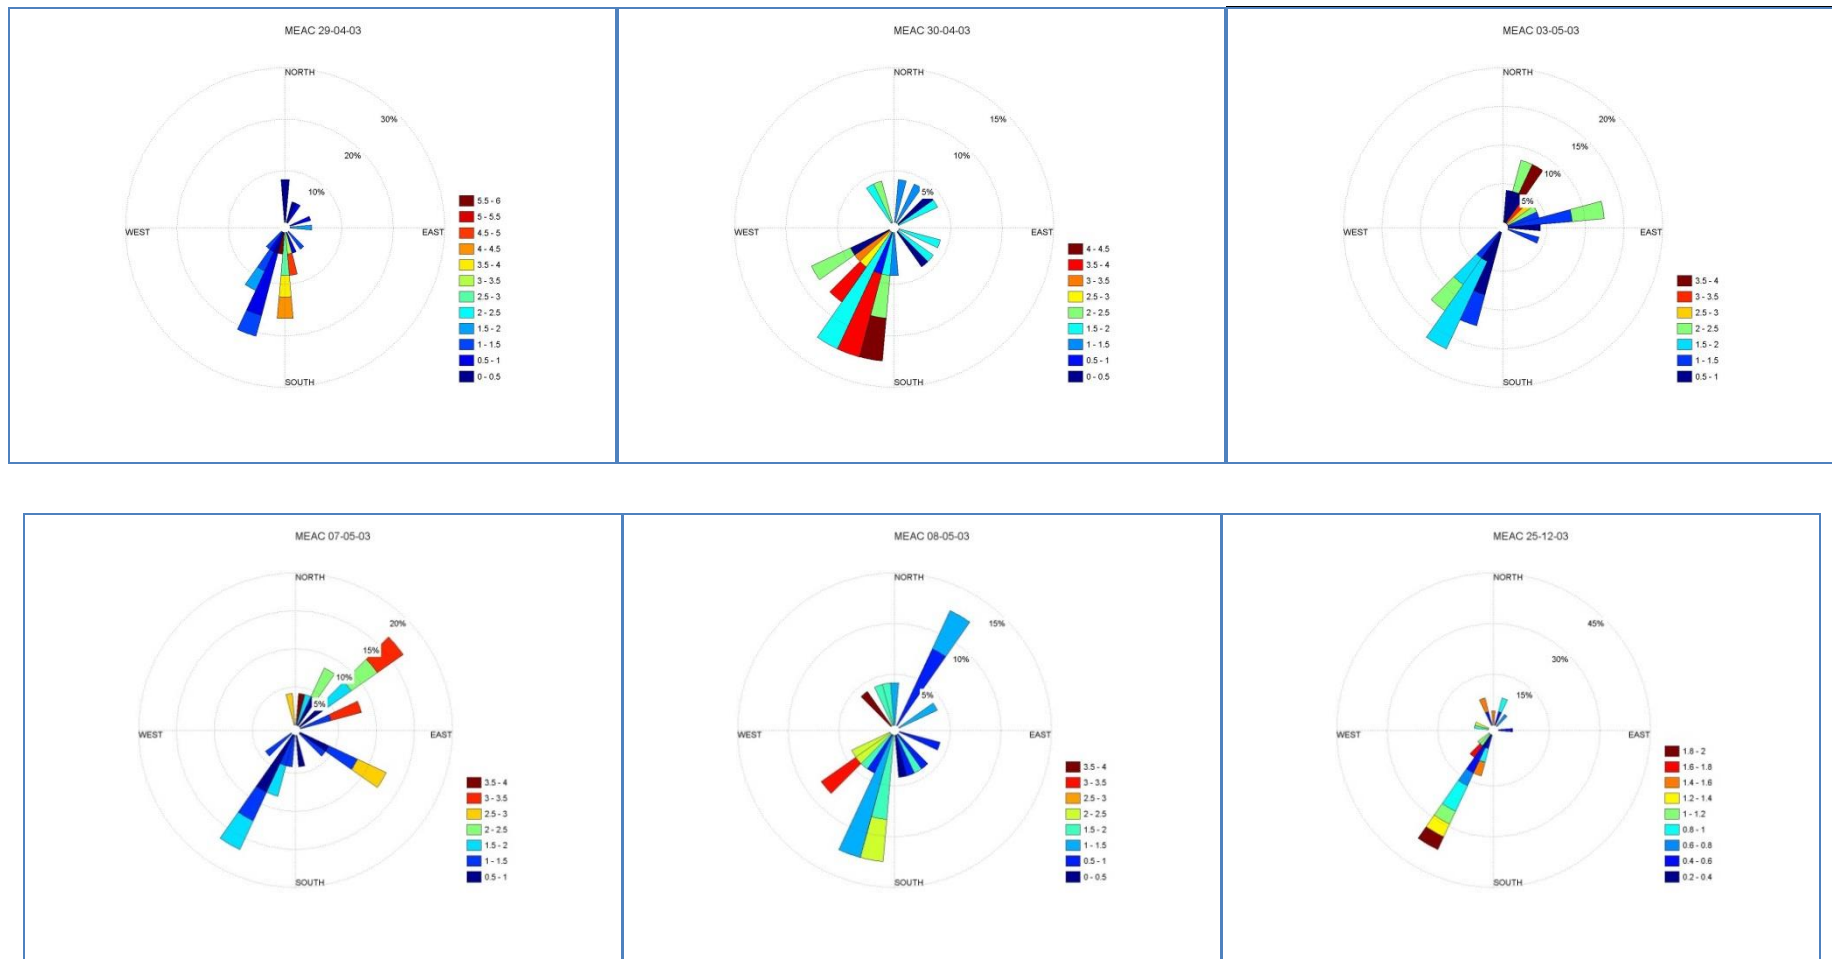 MEAC 29-04-03
NORTH
30%
20%
10%
WEST
EAST
SOUTH
5.5 - 6
5 - 5.5
4.5 - 5
4 - 4.5
3.5 - 4
3 - 3.5
2.5 - 3
2 - 2.5
1.5 - 2
1 - 1.5
0.5 - 1
0 - 0.5
MEAC 30-04-03
NORTH
15%
10%
5%
WEST
EAST
SOUTH
4 - 4.5
3.5 - 4
3 - 3.5
2.5 - 3
2 - 2.5
1.5 - 2
1 - 1.5
0.5 - 1
0 - 0.5
MEAC 03-05-03
NORTH
20%
15%
10%
5%
WEST
EAST
SOUTH
3.5 - 4
3 - 3.5
2.5 - 3
2 - 2.5
1.5 - 2
1 - 1.5
0.5 - 1
MEAC 07-05-03
NORTH
20%
15%
10%
5%
WEST
EAST
SOUTH
3.5 - 4
3 - 3.5
2.5 - 3
2 - 2.5
1.5 - 2
1 - 1.5
0.5 - 1
MEAC 08-05-03
NORTH
15%
10%
5%
WEST
EAST
SOUTH
3.5 - 4
3 - 3.5
2.5 - 3
2 - 2.5
1.5 - 2
1 - 1.5
0.5 - 1
0 - 0.5
MEAC 25-12-03
NORTH
45%
30%
15%
WEST
EAST
SOUTH
1.8 - 2
1.6 - 1.8
1.4 - 1.6
1.2 - 1.4
1 - 1.2
0.8 - 1
0.6 - 0.8
0.4 - 0.6
0.2 - 0.4